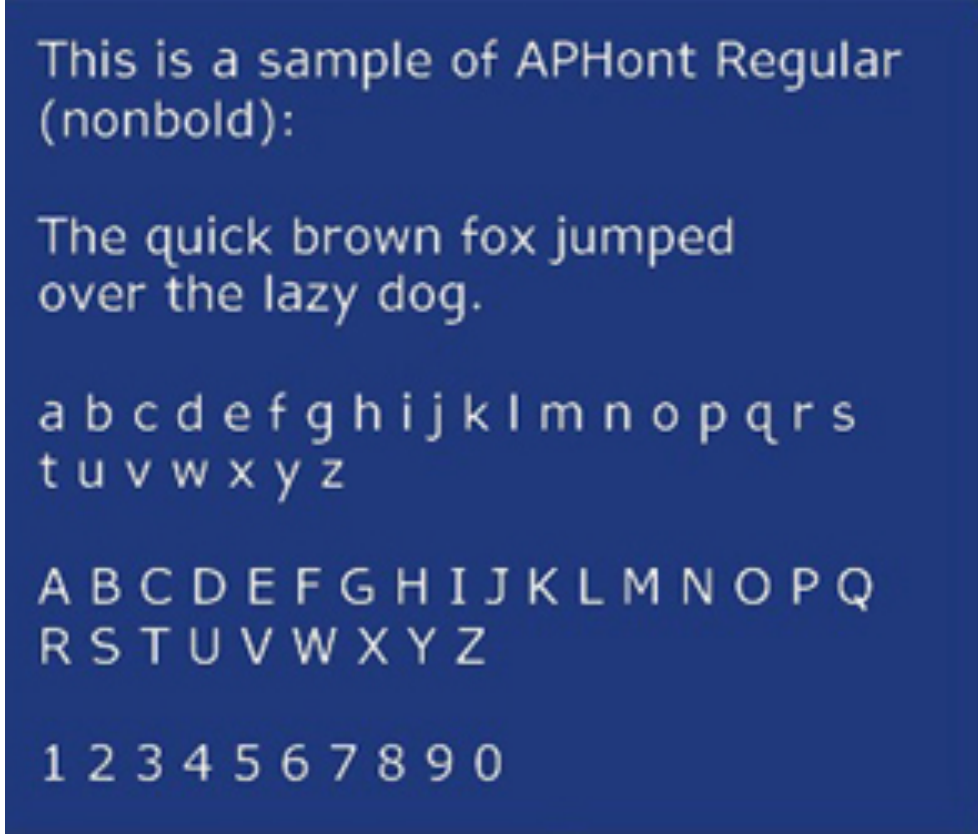 This is a sample of APHont Regular
(nonbold):
The quick brown fox jumped
over the lazy dog.
a b c d e f g h i j k l m n o p q r s
t u v w x y z
A B C D E F G H I J K L M N O P Q
R S T U V W X Y Z
1 2 3 4 5 6 7 8 9 0